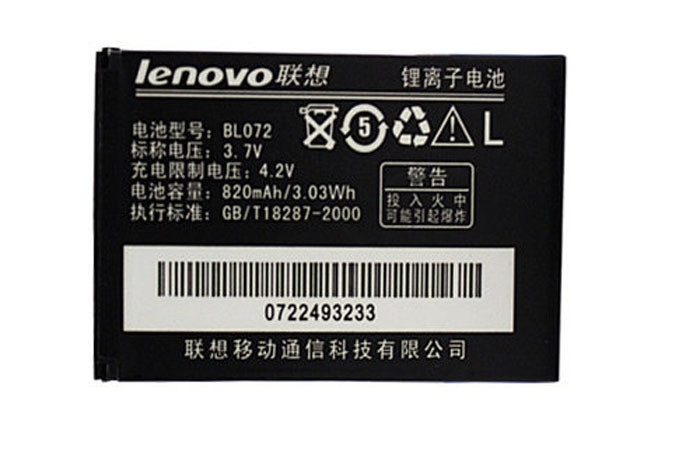 lenovo联想 锂离子电池
电池型号: BL072
标称电压: 3.7V
充电限制电压: 4.2V
电池容量: 820mAh/3.03Wh
执行标准: GB/T18287-2000
5
L
警告
投入火中
可能引起爆炸
0722493233
联想移动通信科技有限公司